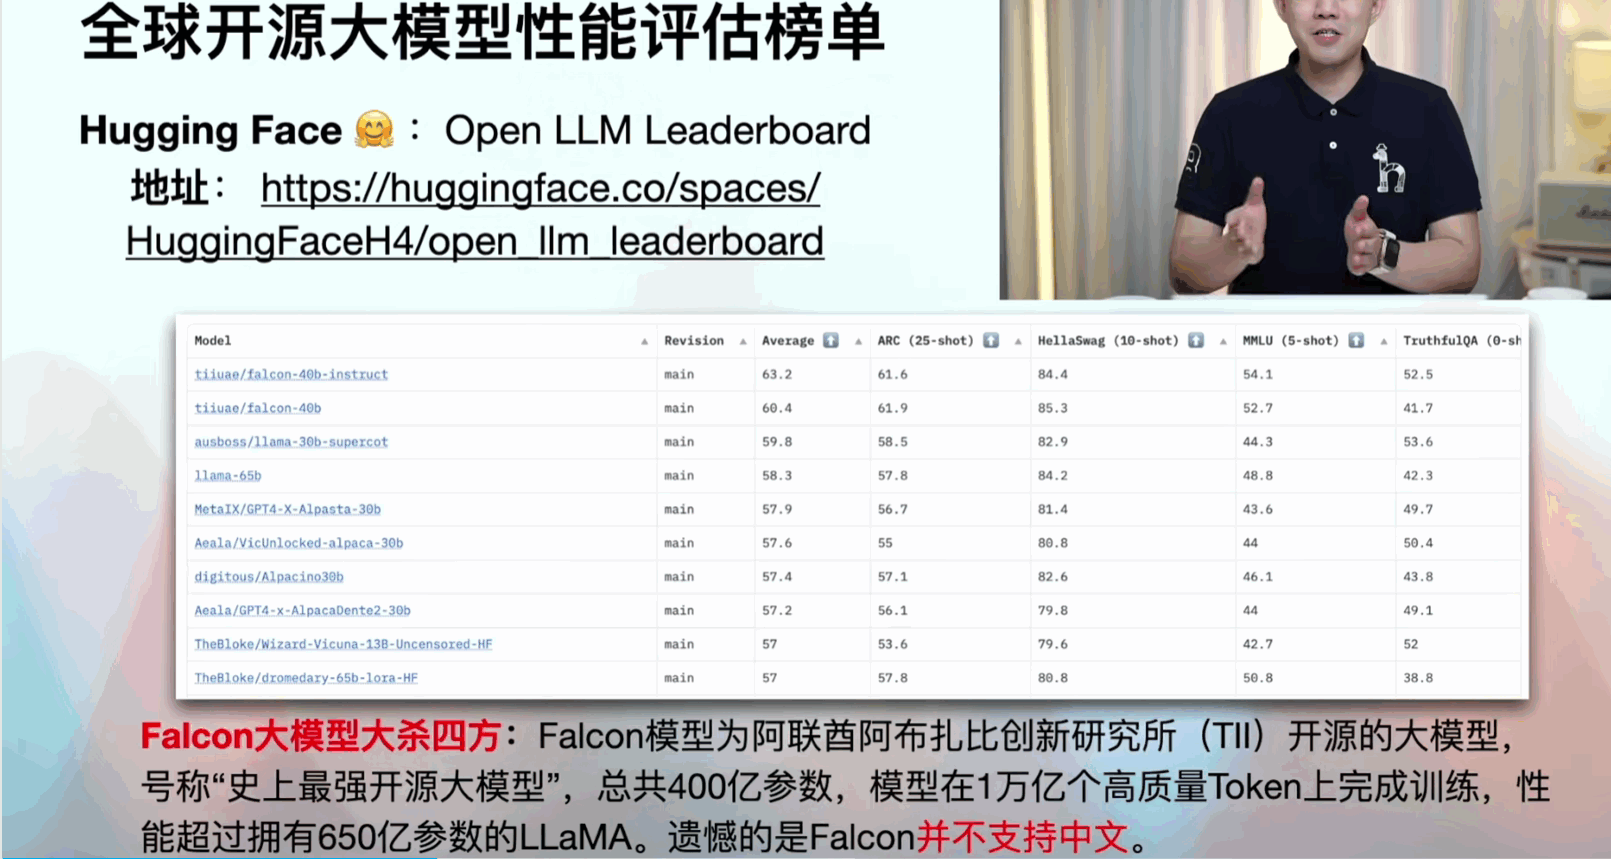 全球开源大模型性能评估榜单
Hugging Face 🤗： Open LLM Leaderboard
地址： https://huggingface.co/spaces/
HuggingFaceH4/open_llm_leaderboard
Model Revision Average ⬆️ ARC (25-shot) ⬆️ HellaSwag (10-shot) ⬆️ MMLU (5-shot) ⬆️ TruthfulQA (0-sh
tiiuae/falcon-40b-instruct main 63.2 61.6 84.4 54.1 52.5
tiiuae/falcon-40b main 60.4 61.9 85.3 52.7 41.7
ausboss/llama-30b-supercot main 59.8 58.5 82.9 44.3 53.6
llama-65b main 58.3 57.8 84.2 48.8 42.3
MetaIX/GPT4-X-Alpasta-30b main 57.9 56.7 81.4 43.6 49.7
Aeala/VicUnlocked-alpaca-30b main 57.6 55 80.8 44 50.4
digitous/Alpacino30b main 57.4 57.1 82.6 46.1 43.8
Aeala/GPT4-x-AlpacaDente2-30b main 57.2 56.1 79.8 44 49.1
TheBloke/Wizard-Vicuna-13B-Uncensored-HF main 57 53.6 79.6 42.7 52
TheBloke/dromedary-65b-lora-HF main 57 57.8 80.8 50.8 38.8
Falcon大模型大杀四方：Falcon模型为阿联酋阿布扎比创新研究所（TII）开源的大模型，
号称“史上最强开源大模型”，总共400亿参数，模型在1万亿个高质量Token上完成训练，性
能超过拥有650亿参数的LLaMA。遗憾的是Falcon并不支持中文。